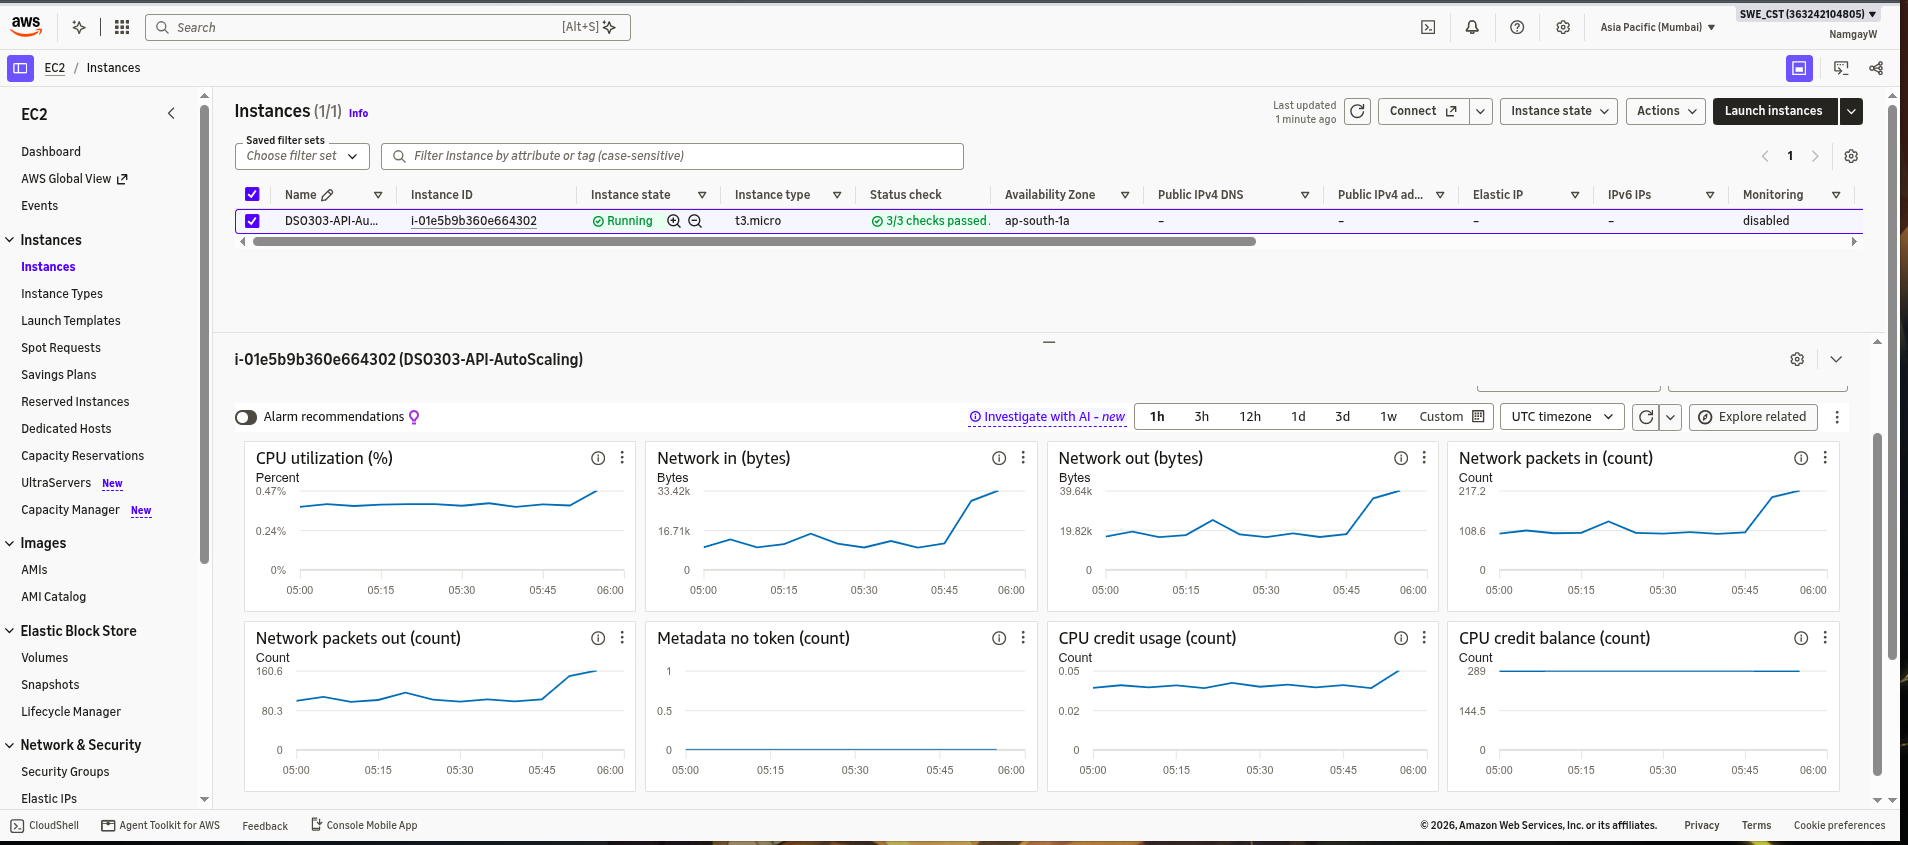 aws
Search [Alt+S]
Asia Pacific (Mumbai)
SWE_CST (363242104805)
NamgayW
EC2 / Instances
EC2
Dashboard
AWS Global View
Events
Instances
Instances
Instance Types
Launch Templates
Spot Requests
Savings Plans
Reserved Instances
Dedicated Hosts
Capacity Reservations
UltraServers New
Capacity Manager New
Images
AMIs
AMI Catalog
Elastic Block Store
Volumes
Snapshots
Lifecycle Manager
Network & Security
Security Groups
Elastic IPs
Instances (1/1) Info
Last updated
1 minute ago
Connect
Instance state
Actions
Launch instances
Saved filter sets
Choose filter set
Filter Instance by attribute or tag (case-sensitive)
1
Name Instance ID Instance state Instance type Status check Availability Zone Public IPv4 DNS Public IPv4 ad... Elastic IP IPv6 IPs Monitoring
DSO303-API-Au... i-01e5b9b360e664302 Running t3.micro 3/3 checks passed. ap-south-1a – – – – disabled
i-01e5b9b360e664302 (DSO303-API-AutoScaling)
Alarm recommendations
Investigate with AI - new
1h 3h 12h 1d 3d 1w Custom
UTC timezone
Explore related
CPU utilization (%)
Percent
0.47%
0.24%
0%
05:00 05:15 05:30 05:45 06:00
Network in (bytes)
Bytes
33.42k
16.71k
0
05:00 05:15 05:30 05:45 06:00
Network out (bytes)
Bytes
39.64k
19.82k
0
05:00 05:15 05:30 05:45 06:00
Network packets in (count)
Count
217.2
108.6
0
05:00 05:15 05:30 05:45 06:00
Network packets out (count)
Count
160.6
80.3
0
05:00 05:15 05:30 05:45 06:00
Metadata no token (count)
1
0.5
0
05:00 05:15 05:30 05:45 06:00
CPU credit usage (count)
Count
0.05
0.02
0
05:00 05:15 05:30 05:45 06:00
CPU credit balance (count)
Count
289
144.5
0
05:00 05:15 05:30 05:45 06:00
CloudShell
Agent Toolkit for AWS
Feedback
Console Mobile App
© 2026, Amazon Web Services, Inc. or its affiliates.
Privacy
Terms
Cookie preferences